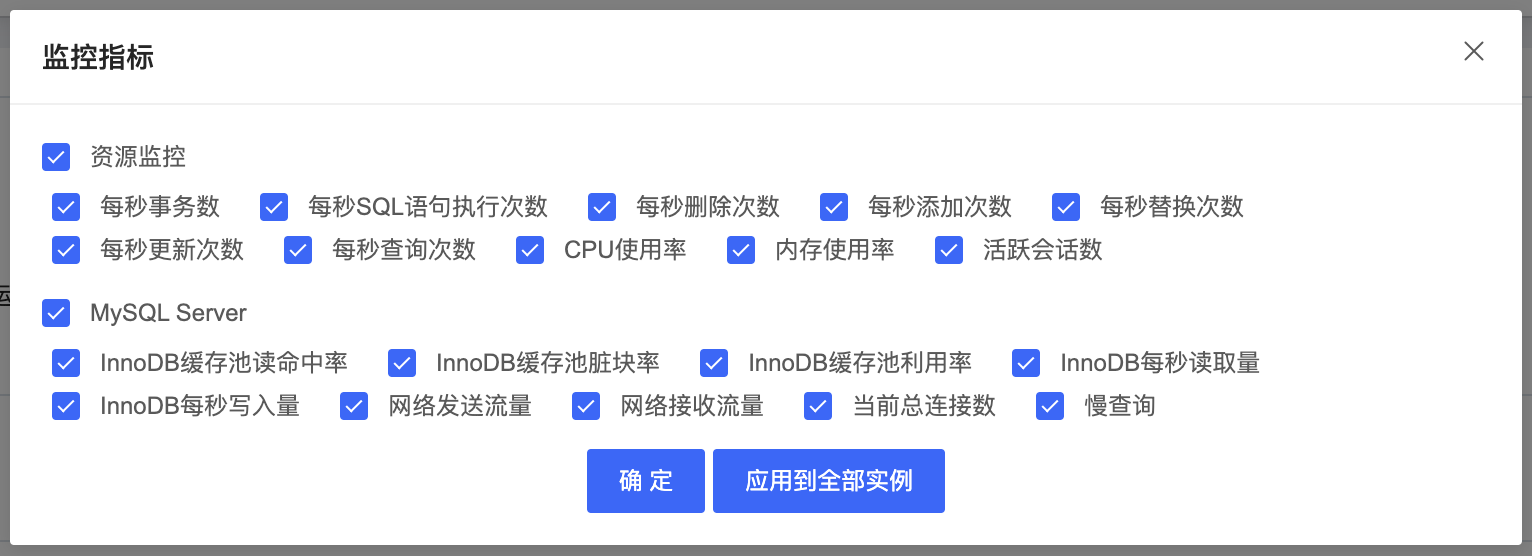 监控指标
资源监控
每秒事务数 每秒SQL语句执行次数 每秒删除次数 每秒添加次数 每秒替换次数
每秒更新次数 每秒查询次数 CPU使用率 内存使用率 活跃会话数
MySQL Server
InnoDB缓存池读命中率 InnoDB缓存池脏块率 InnoDB缓存池利用率 InnoDB每秒读取量
InnoDB每秒写入量 网络发送流量 网络接收流量 当前总连接数 慢查询
确 定 应用到全部实例